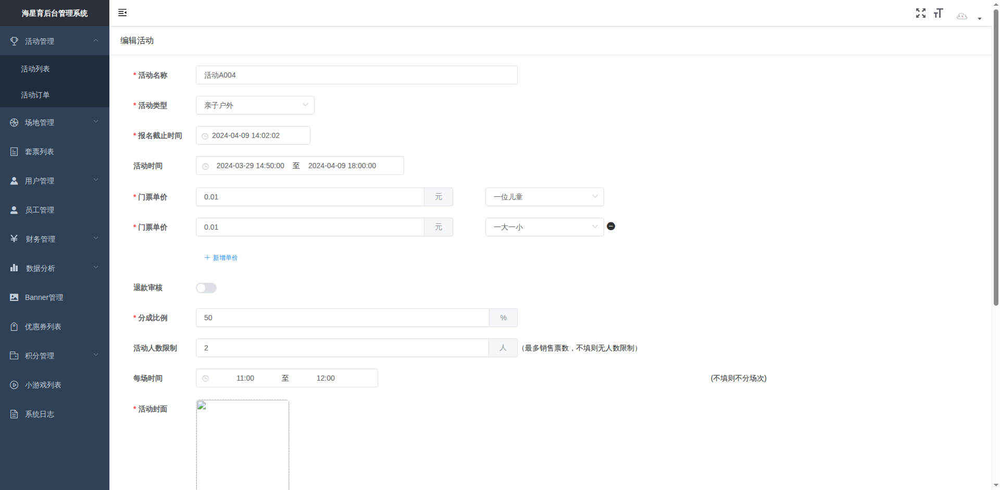 海星育后台管理系统
活动管理
活动列表
活动订单
场地管理
套票列表
用户管理
员工管理
财务管理
数据分析
Banner管理
优惠券列表
积分管理
小游戏列表
系统日志
编辑活动
* 活动名称 活动A004
* 活动类型 亲子户外
* 报名截止时间 2024-04-09 14:02:02
活动时间 2024-03-29 14:50:00 至 2024-04-09 18:00:00
* 门票单价 0.01 元 一位儿童
* 门票单价 0.01 元 一大一小
+ 新增单价
退款审核
* 分成比例 50 %
活动人数限制 2 人 （最多销售票数，不填则无人数限制）
每场时间 11:00 至 12:00 (不填则不分场次)
* 活动封面